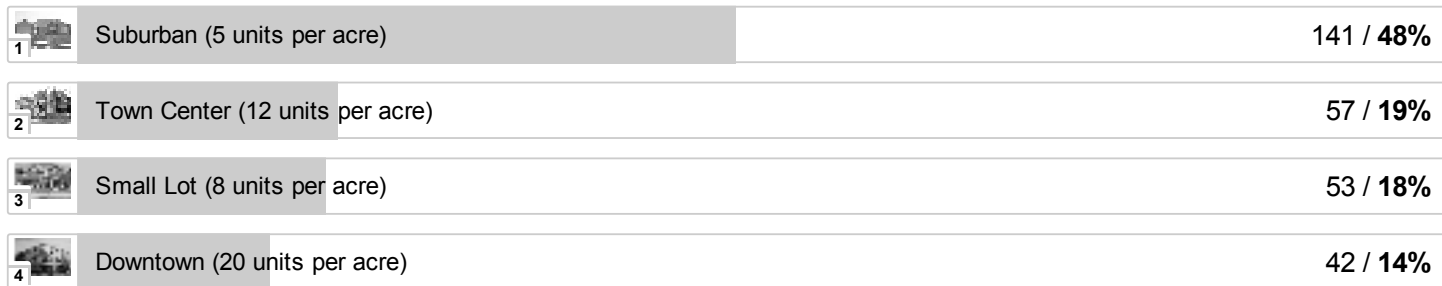 1 Suburban (5 units per acre) 141 / 48%
2 Town Center (12 units per acre) 57 / 19%
3 Small Lot (8 units per acre) 53 / 18%
4 Downtown (20 units per acre) 42 / 14%